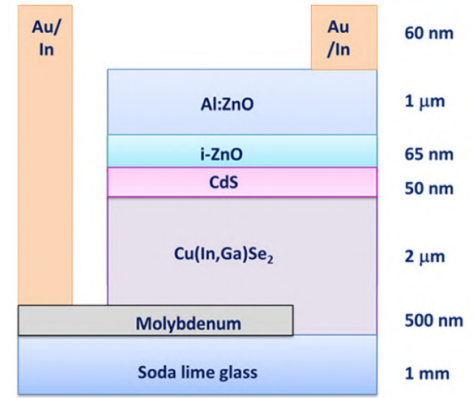 Au/
In
Au
/In
60 nm
Al:ZnO
1 μm
i-ZnO
65 nm
CdS
50 nm
Cu(In,Ga)Se₂
2 μm
Molybdenum
500 nm
Soda lime glass
1 mm